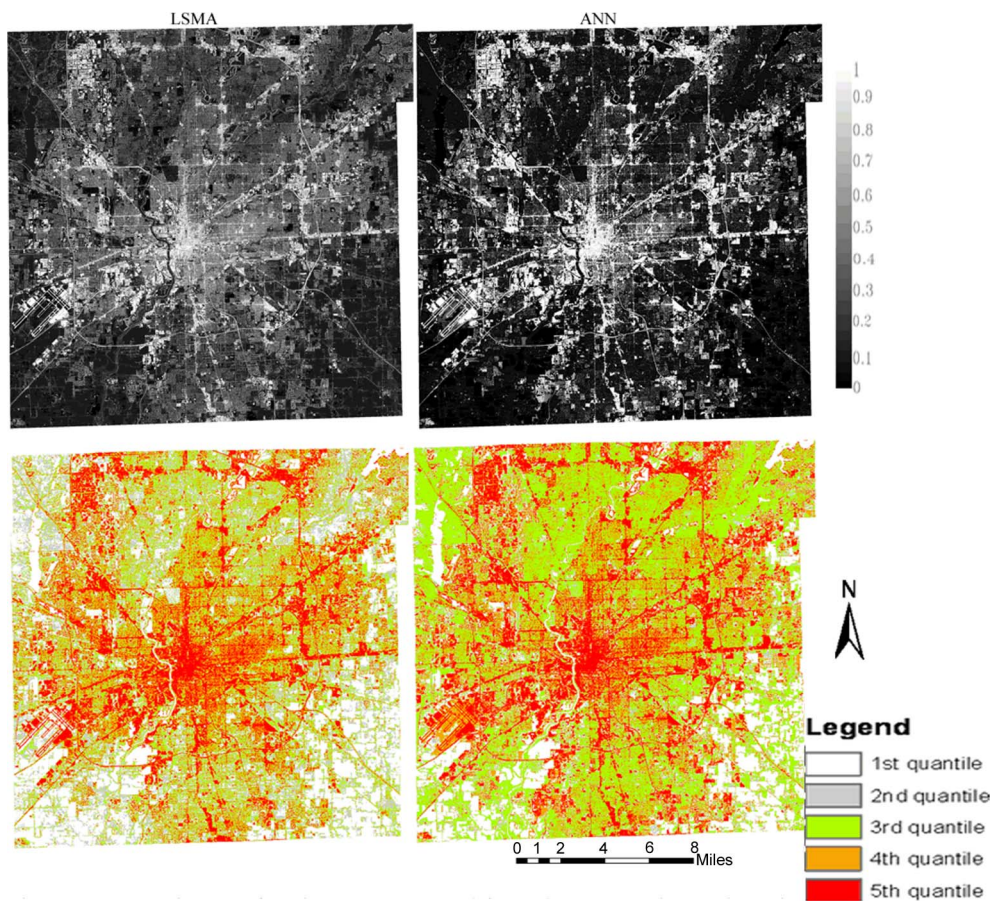 LSMA
ANN
1
0.9
0.8
0.7
0.6
0.5
0.4
0.3
0.2
0.1
0
N
Legend
1st quantile
2nd quantile
3rd quantile
4th quantile
5th quantile
0 1 2 4 6 8
Miles